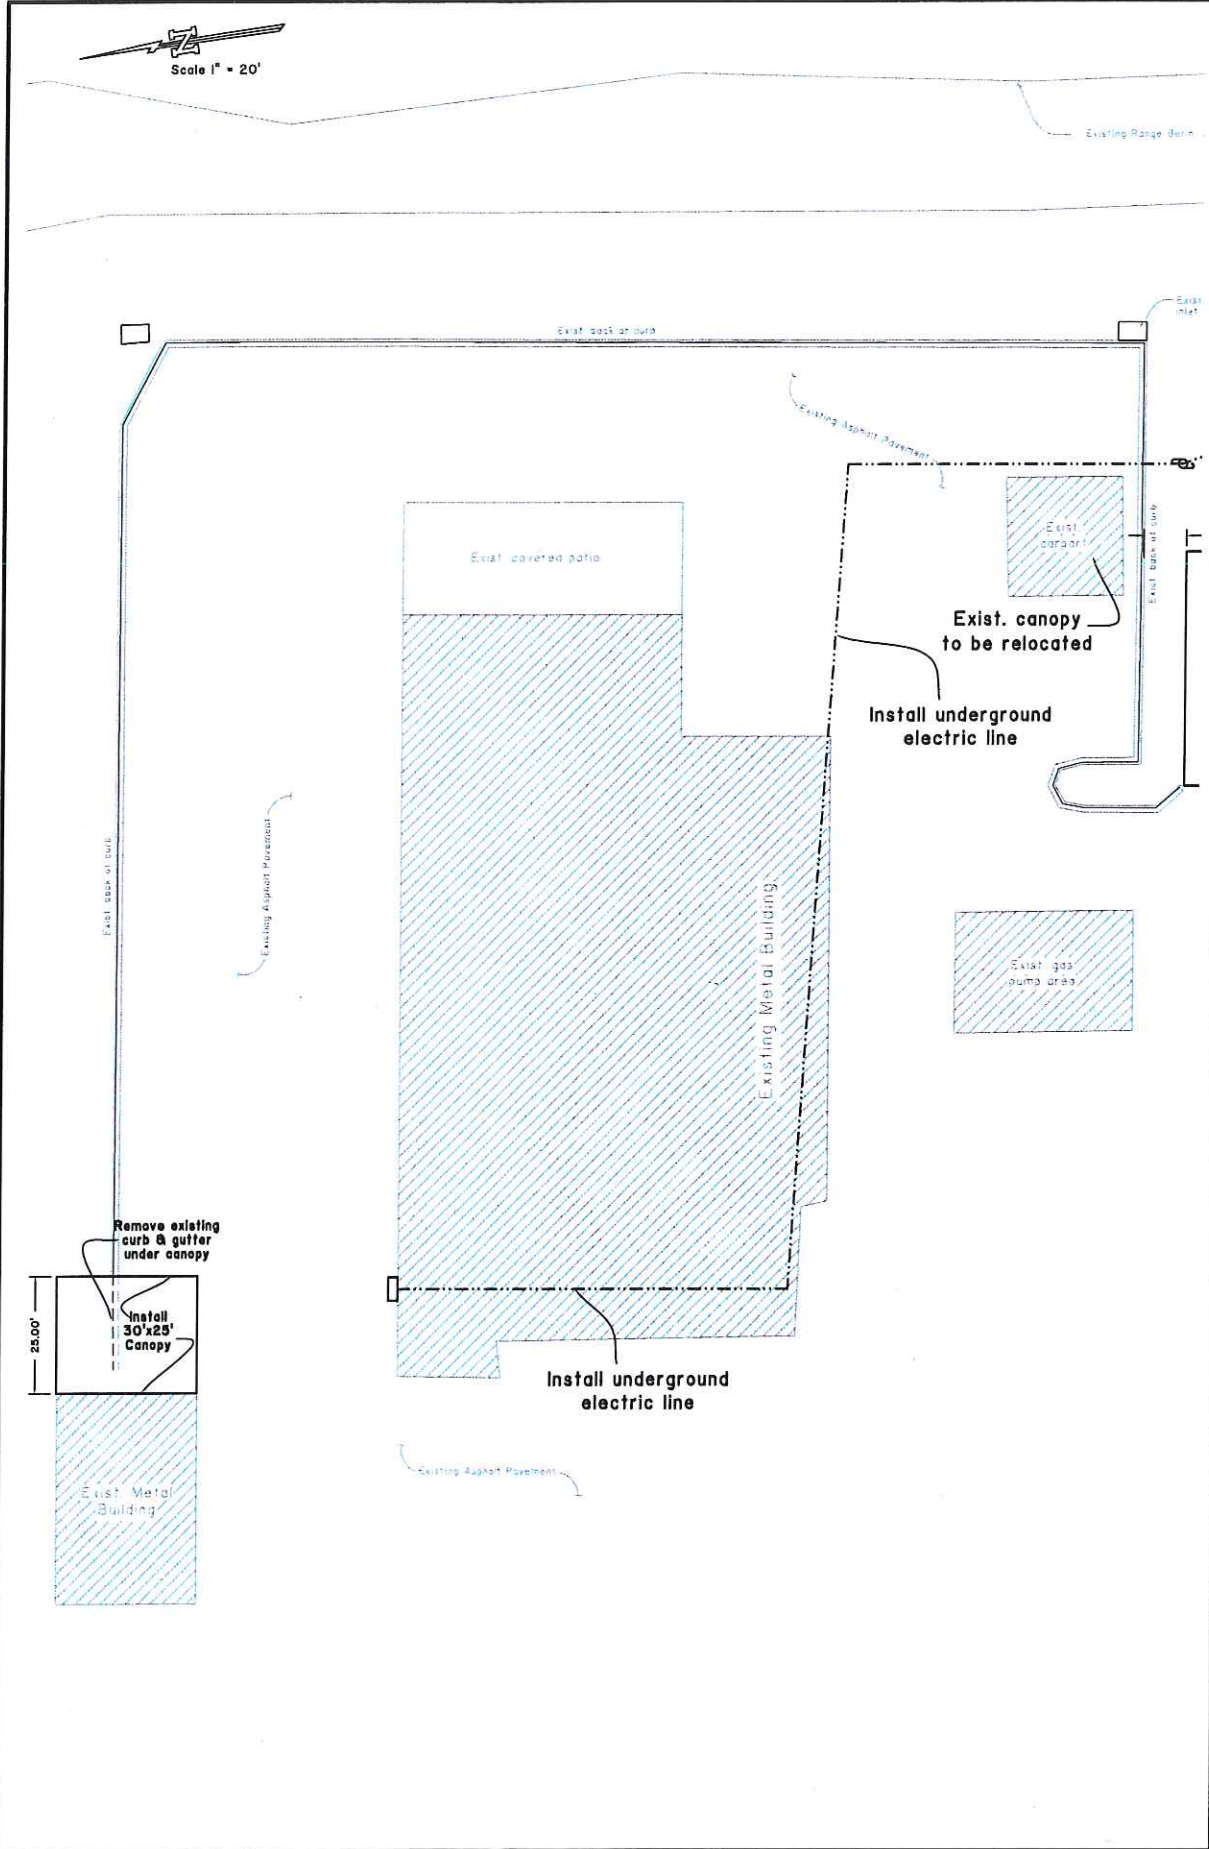 Z
Scale 1" = 20'
Existing Range Berm
Exist
inlet
Exist back of curb
Existing Asphalt Pavement
Exist covered patio
Exist
carport
Exist back of curb
Exist. canopy
to be relocated
Install underground
electric line
Exist back of curb
Existing Asphalt Pavement
Existing Metal Building
Exist gas
pump area
Remove existing
curb & gutter
under canopy
25.00'
Install
30'x25'
Canopy
Install underground
electric line
Existing Asphalt Pavement
Exist. Metal
Building